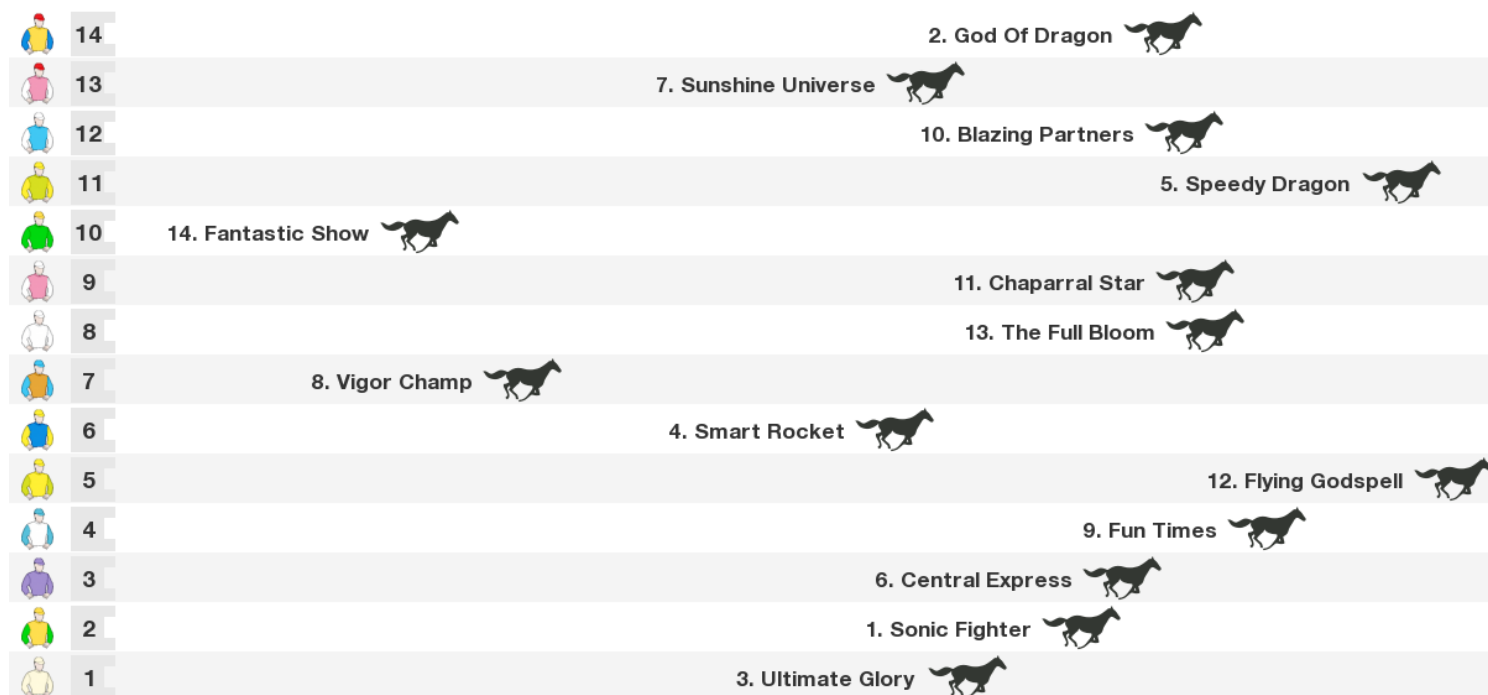 14 2. God Of Dragon
13 7. Sunshine Universe
12 10. Blazing Partners
11 5. Speedy Dragon
10 14. Fantastic Show
9 11. Chaparral Star
8 13. The Full Bloom
7 8. Vigor Champ
6 4. Smart Rocket
5 12. Flying Godspell
4 9. Fun Times
3 6. Central Express
2 1. Sonic Fighter
1 3. Ultimate Glory